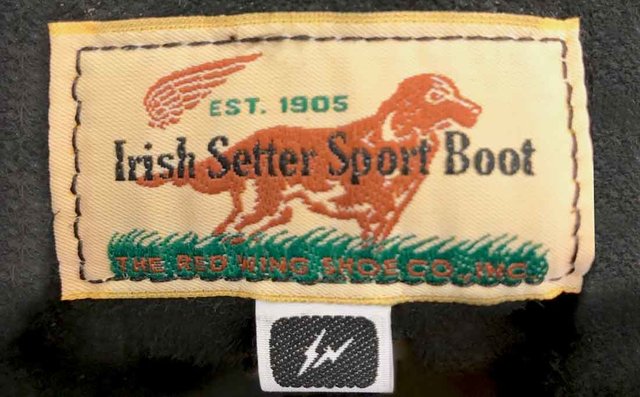 EST. 1905
Irish Setter Sport Boot
THE RED WING SHOE CO., INC.